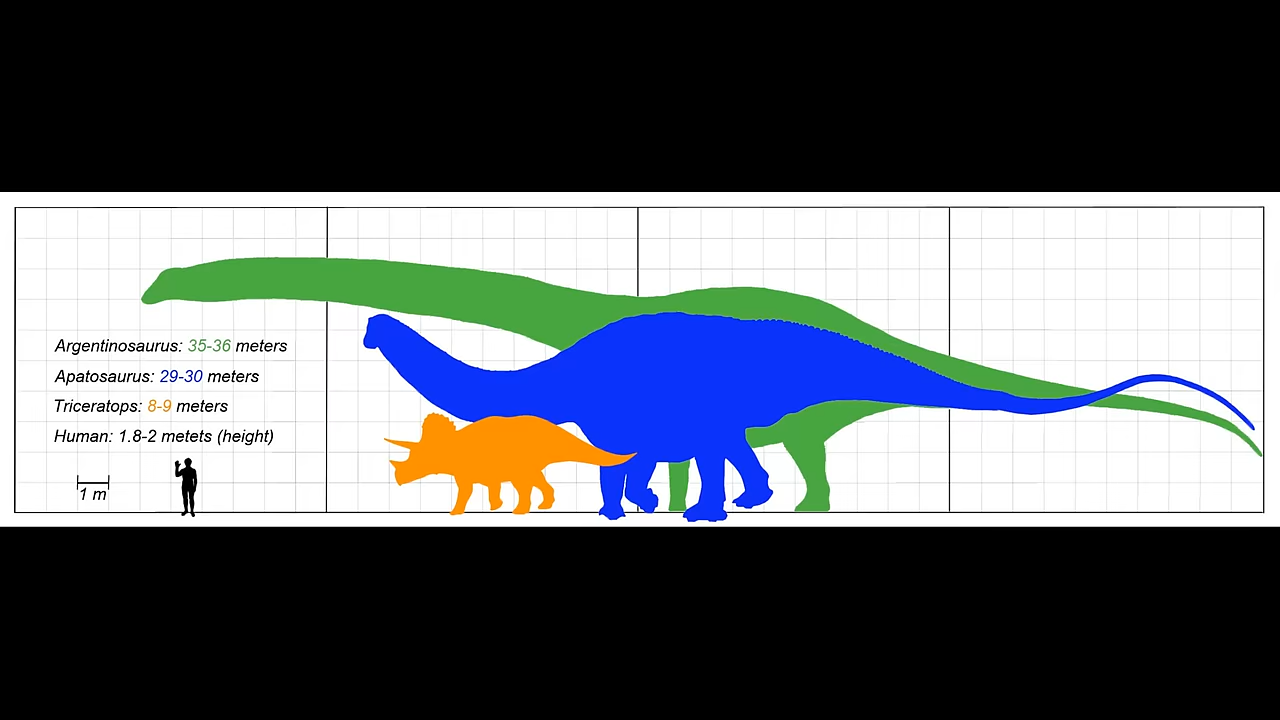 Argentinosaurus: 35-36 meters
Apatosaurus: 29-30 meters
Triceratops: 8-9 meters
Human: 1.8-2 metets (height)
1 m